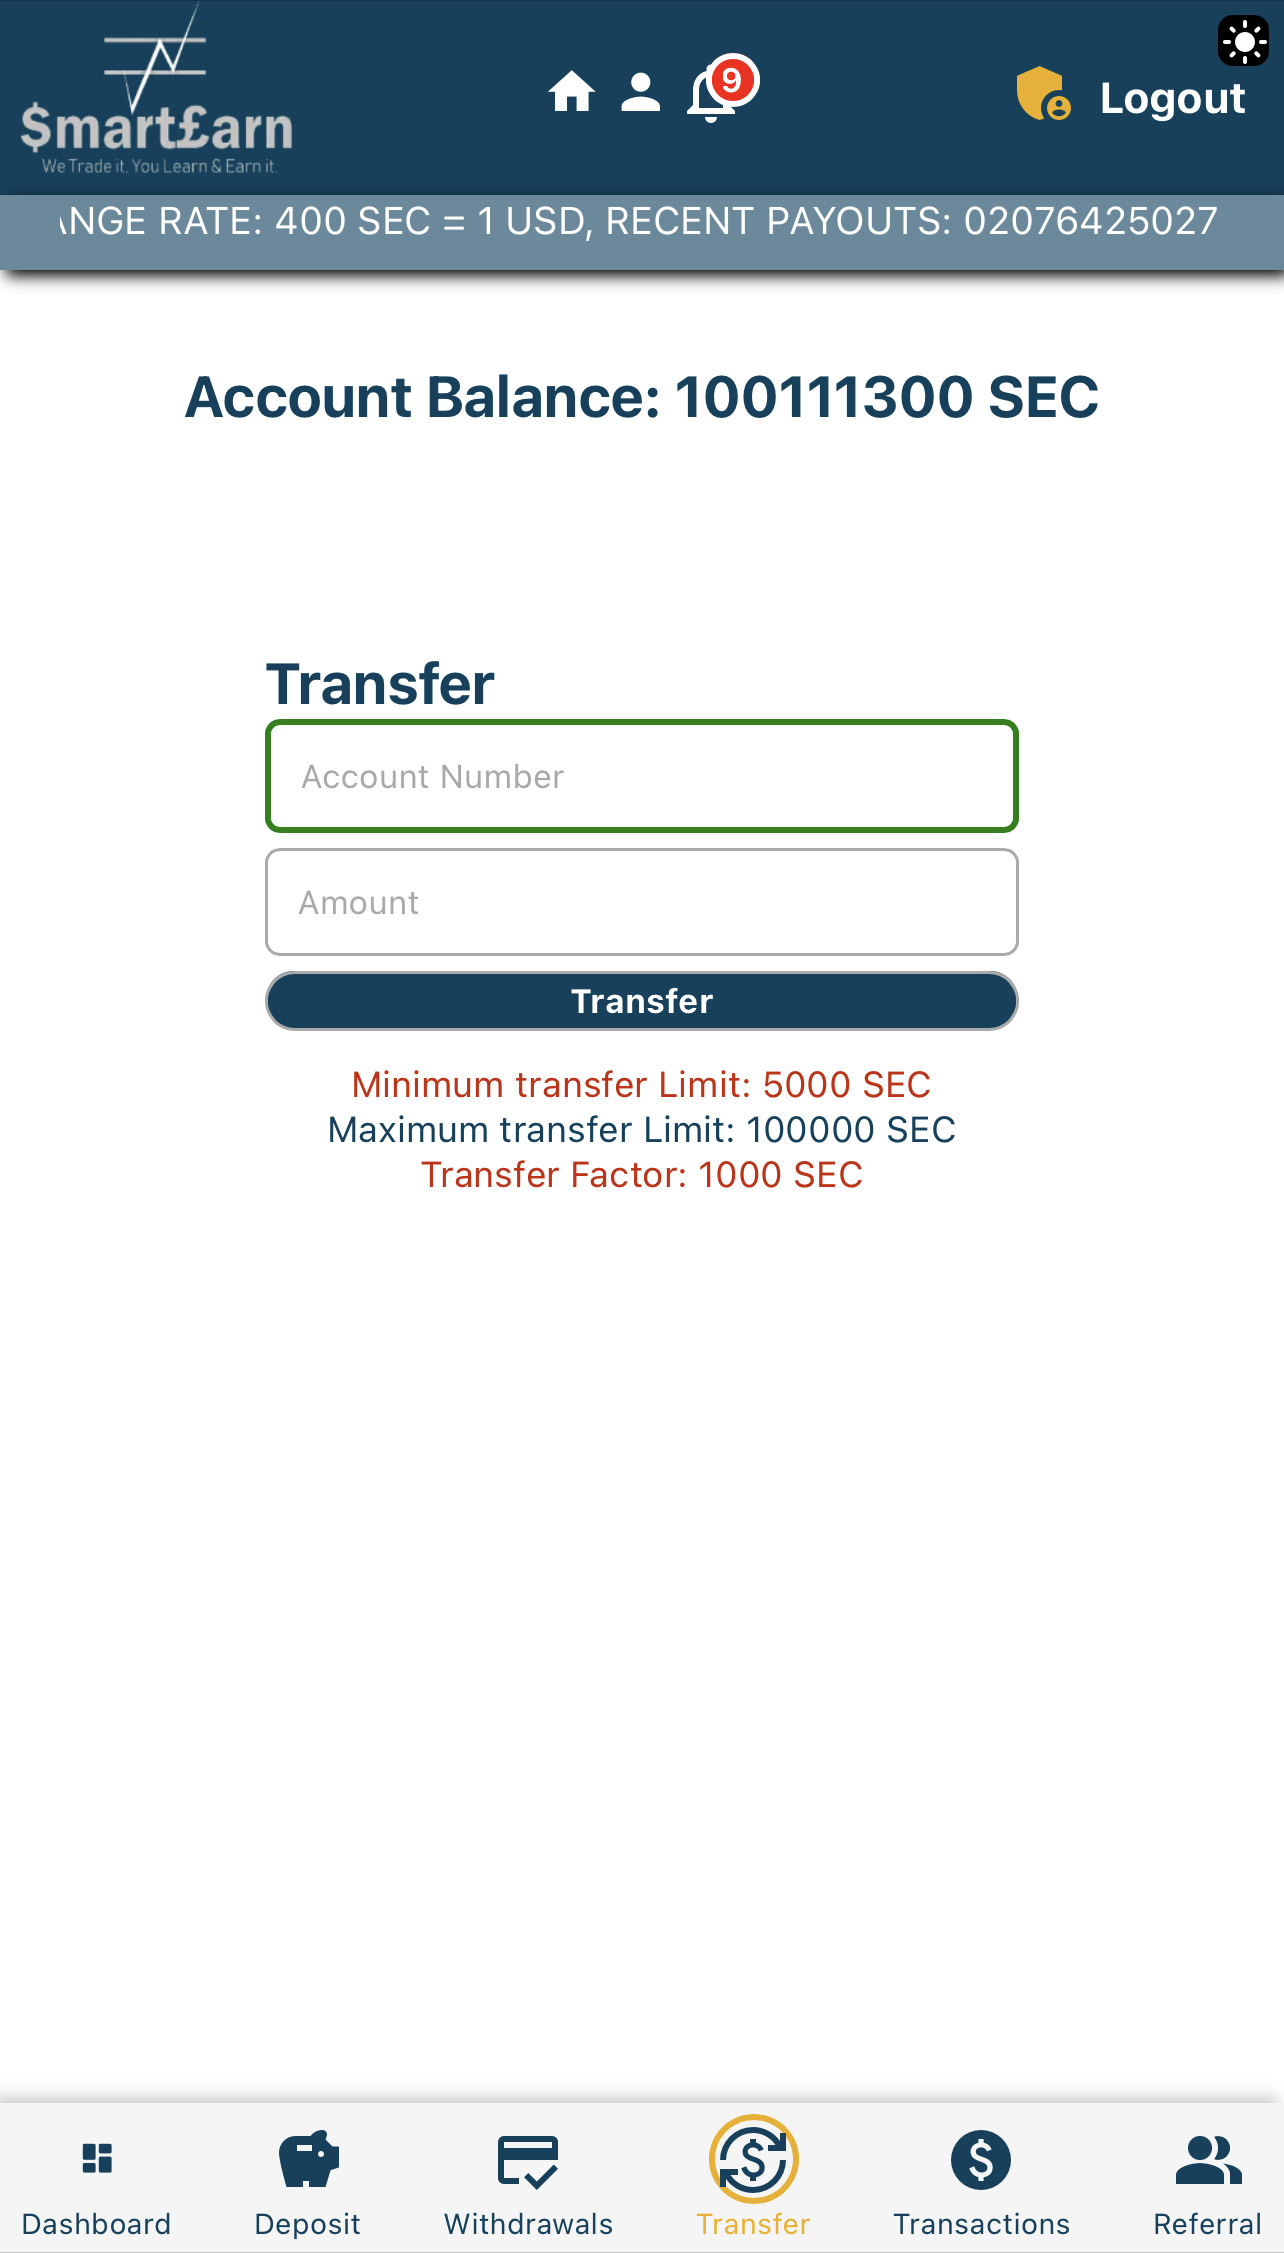 $mart£arn
We Trade it, You Learn & Earn it.
9
Logout
ANGE RATE: 400 SEC = 1 USD, RECENT PAYOUTS: 02076425027
Account Balance: 100111300 SEC
Transfer
Account Number
Amount
Transfer
Minimum transfer Limit: 5000 SEC
Maximum transfer Limit: 100000 SEC
Transfer Factor: 1000 SEC
Dashboard
Deposit
Withdrawals
Transfer
Transactions
Referral